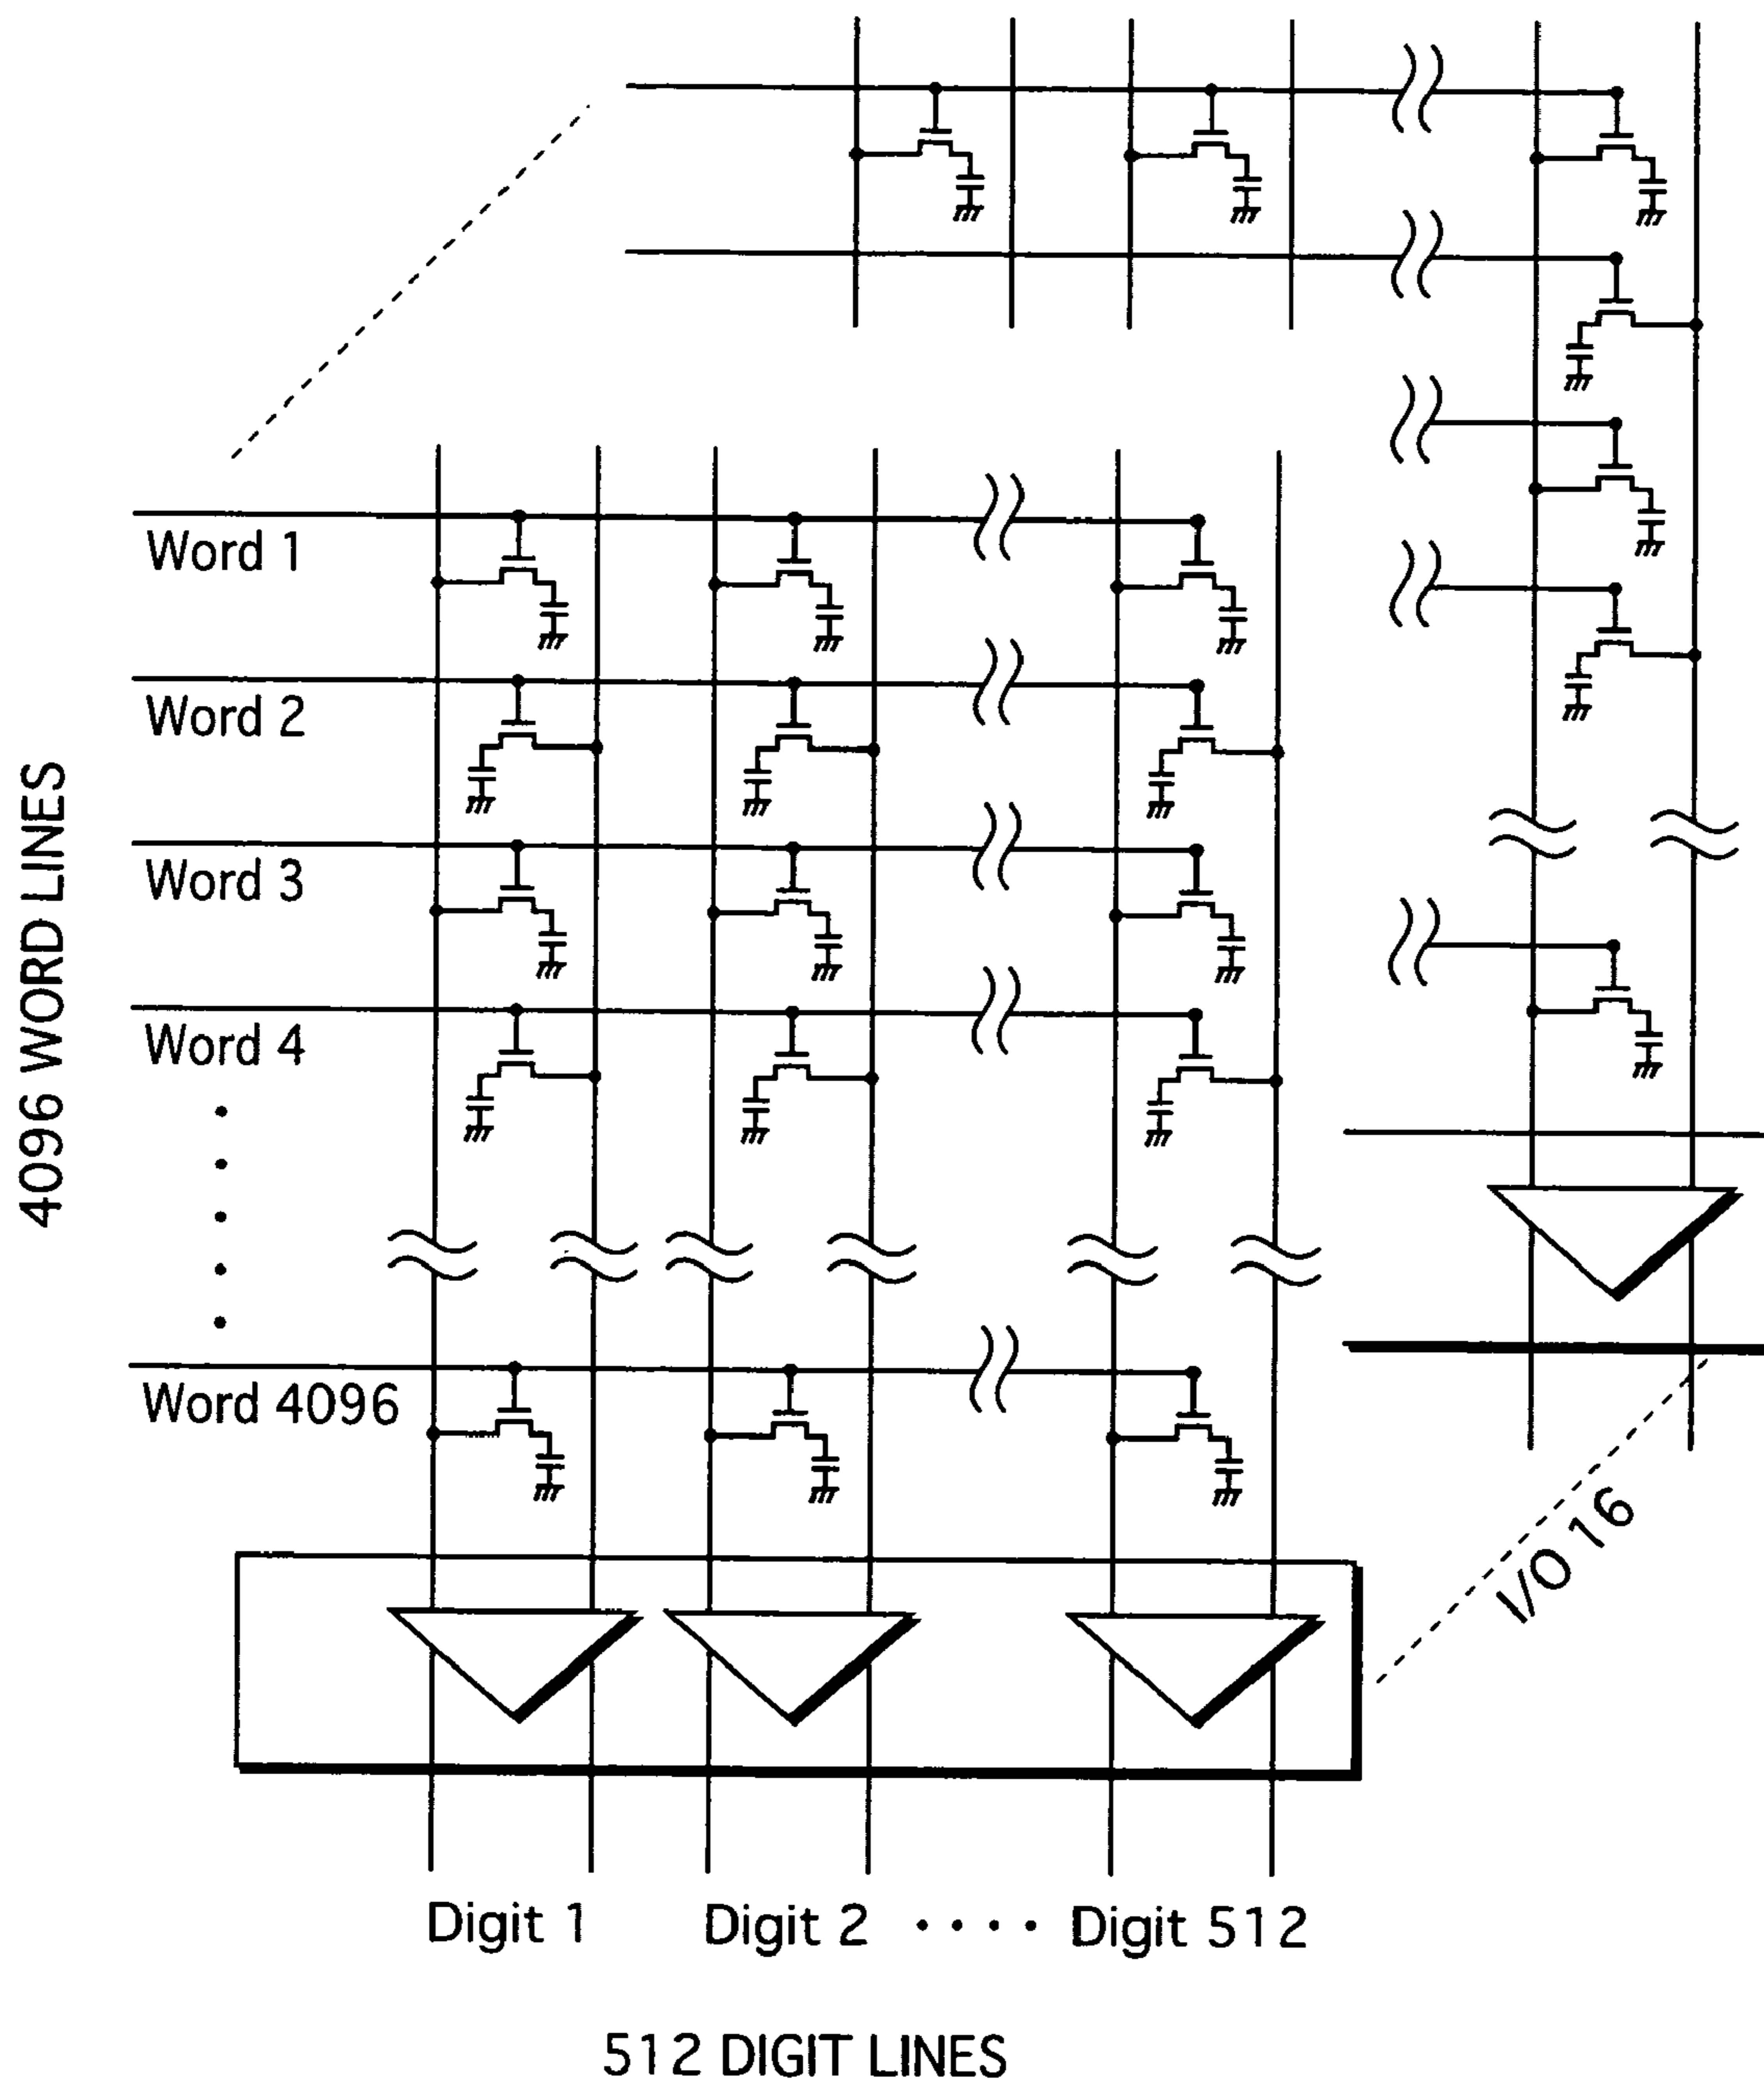 4096 WORD LINES
Word 1
Word 2
Word 3
Word 4
Word 4096
I/O 16
Digit 1 Digit 2 • • • • Digit 512
512 DIGIT LINES